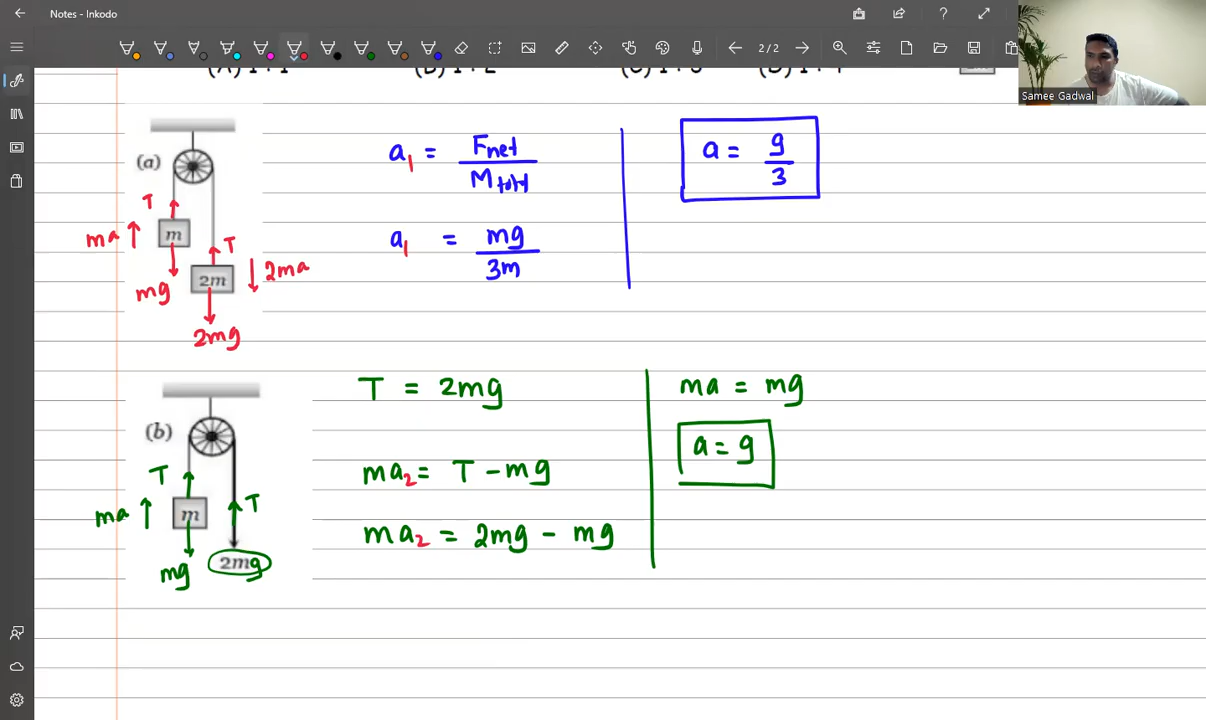 Notes - Inkodo
2/2
Samee Gadwal
(a)
T
ma
m
T
mg
2m
2ma
2mg
a1 = Fnet / Mtotal
a1 = mg / 3m
a = g / 3
(b)
T
ma
m
T
mg
2mg
T = 2mg
ma2 = T - mg
ma2 = 2mg - mg
ma = mg
a = g